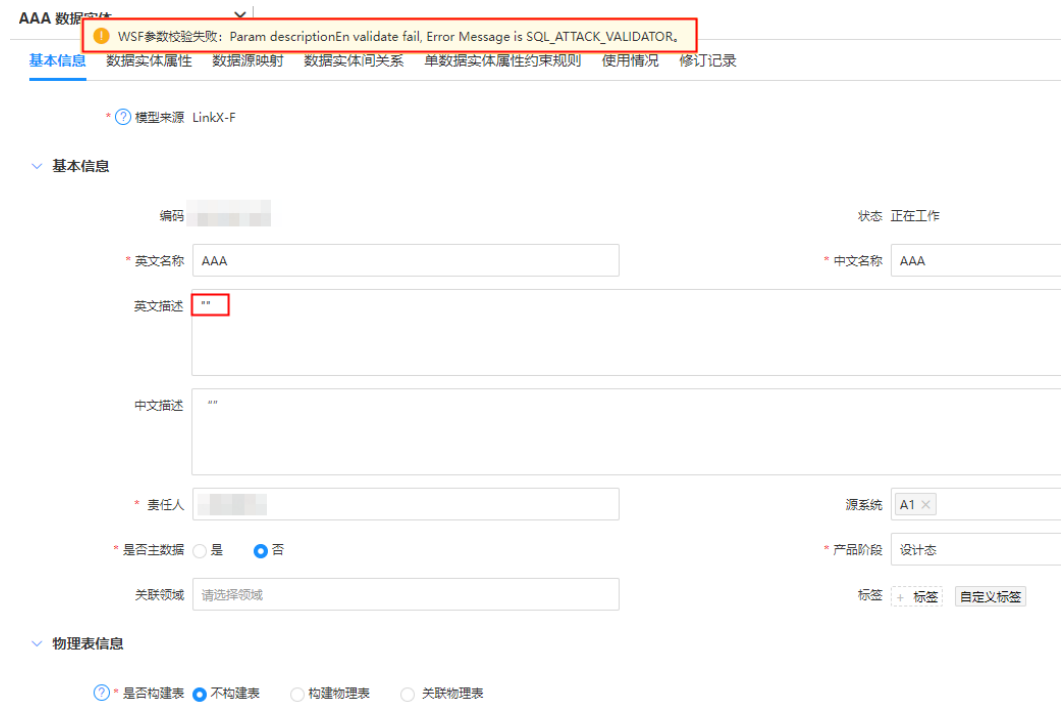 AAA 数据实体
WSF参数校验失败：Param descriptionEn validate fail, Error Message is SQL_ATTACK_VALIDATOR。
基本信息 数据实体属性 数据源映射 数据实体间关系 单数据实体属性约束规则 使用情况 修订记录
* ? 模型来源 LinkX-F
基本信息
编码 状态 正在工作
* 英文名称 AAA * 中文名称 AAA
英文描述 ""
中文描述 ""
* 责任人 源系统 A1 ×
* 是否主数据 是 否 * 产品阶段 设计态
关联领域 请选择领域 标签 + 标签 自定义标签
物理表信息
? * 是否构建表 不构建表 构建物理表 关联物理表